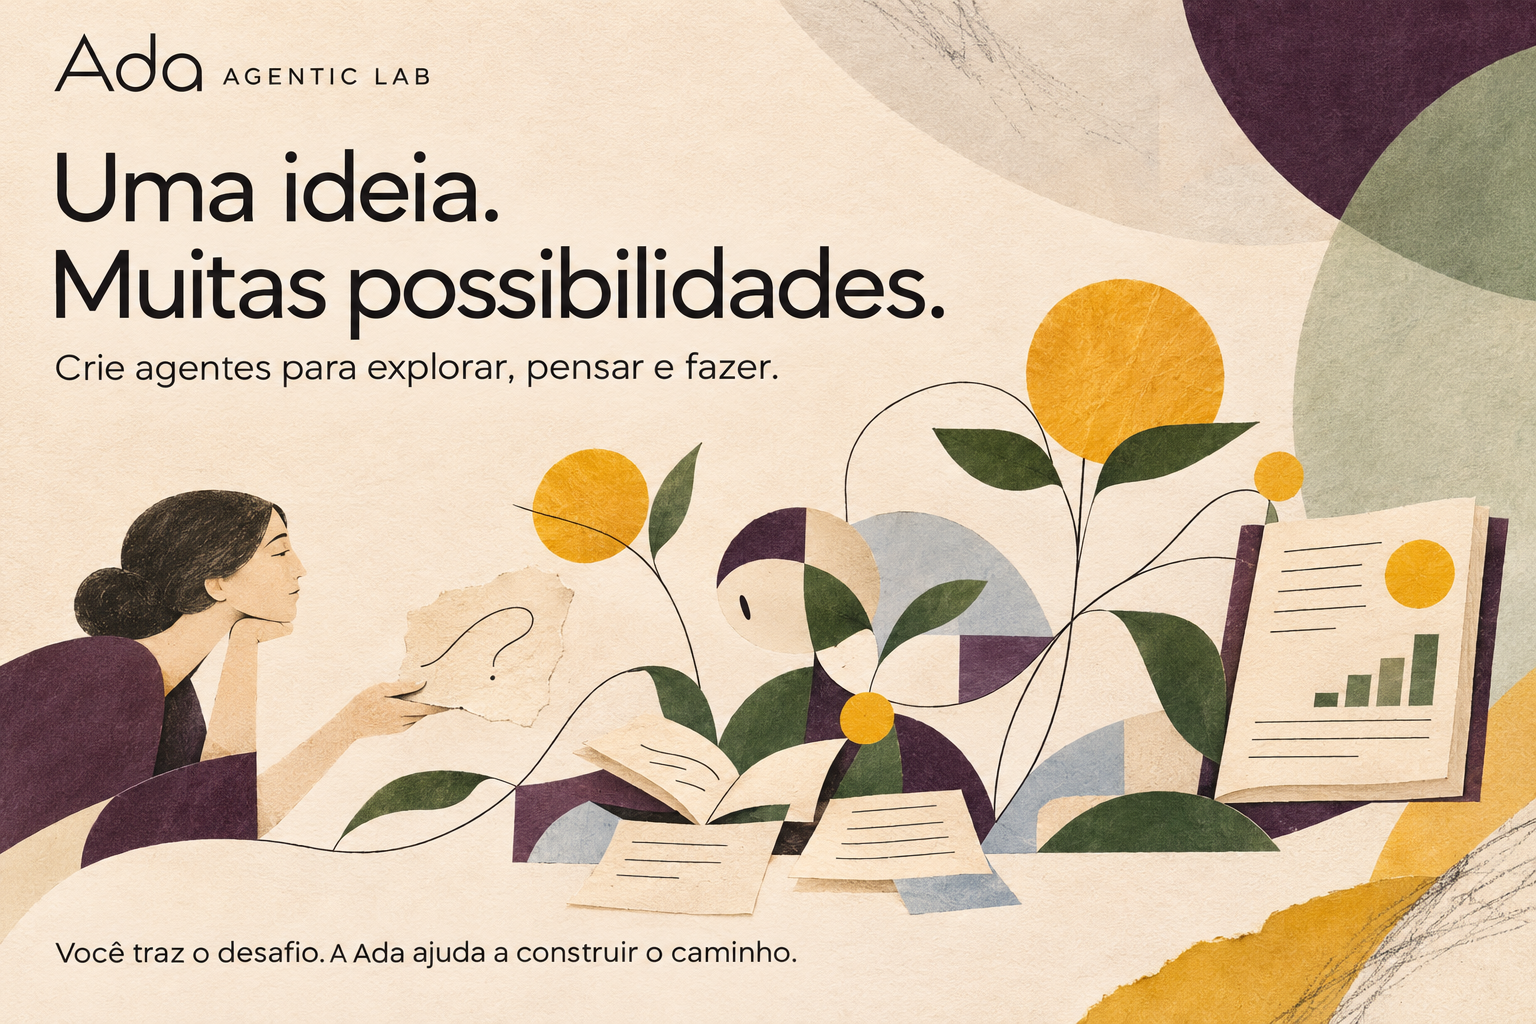 Ada AGENTIC LAB
Uma ideia.
Muitas possibilidades.
Crie agentes para explorar, pensar e fazer.
?
Você traz o desafio. A Ada ajuda a construir o caminho.